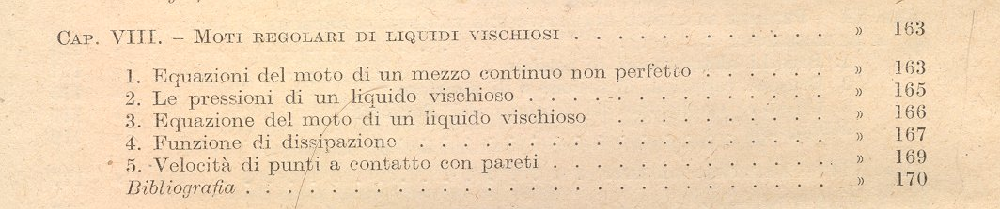 CAP. VIII. – MOTI REGOLARI DI LIQUIDI VISCHIOSI . . . . . . . . . . . . . » 163
1. Equazioni del moto di un mezzo continuo non perfetto . . . . . . . » 163
2. Le pressioni di un liquido vischioso . . . . . . . . . . . . . . . . » 165
3. Equazione del moto di un liquido vischioso . . . . . . . . . . . . » 166
4. Funzione di dissipazione . . . . . . . . . . . . . . . . . . . . . . » 167
5. Velocità di punti a contatto con pareti . . . . . . . . . . . . . . . » 169
Bibliografia . . . . . . . . . . . . . . . . . . . . . . . . . . . . . . . » 170